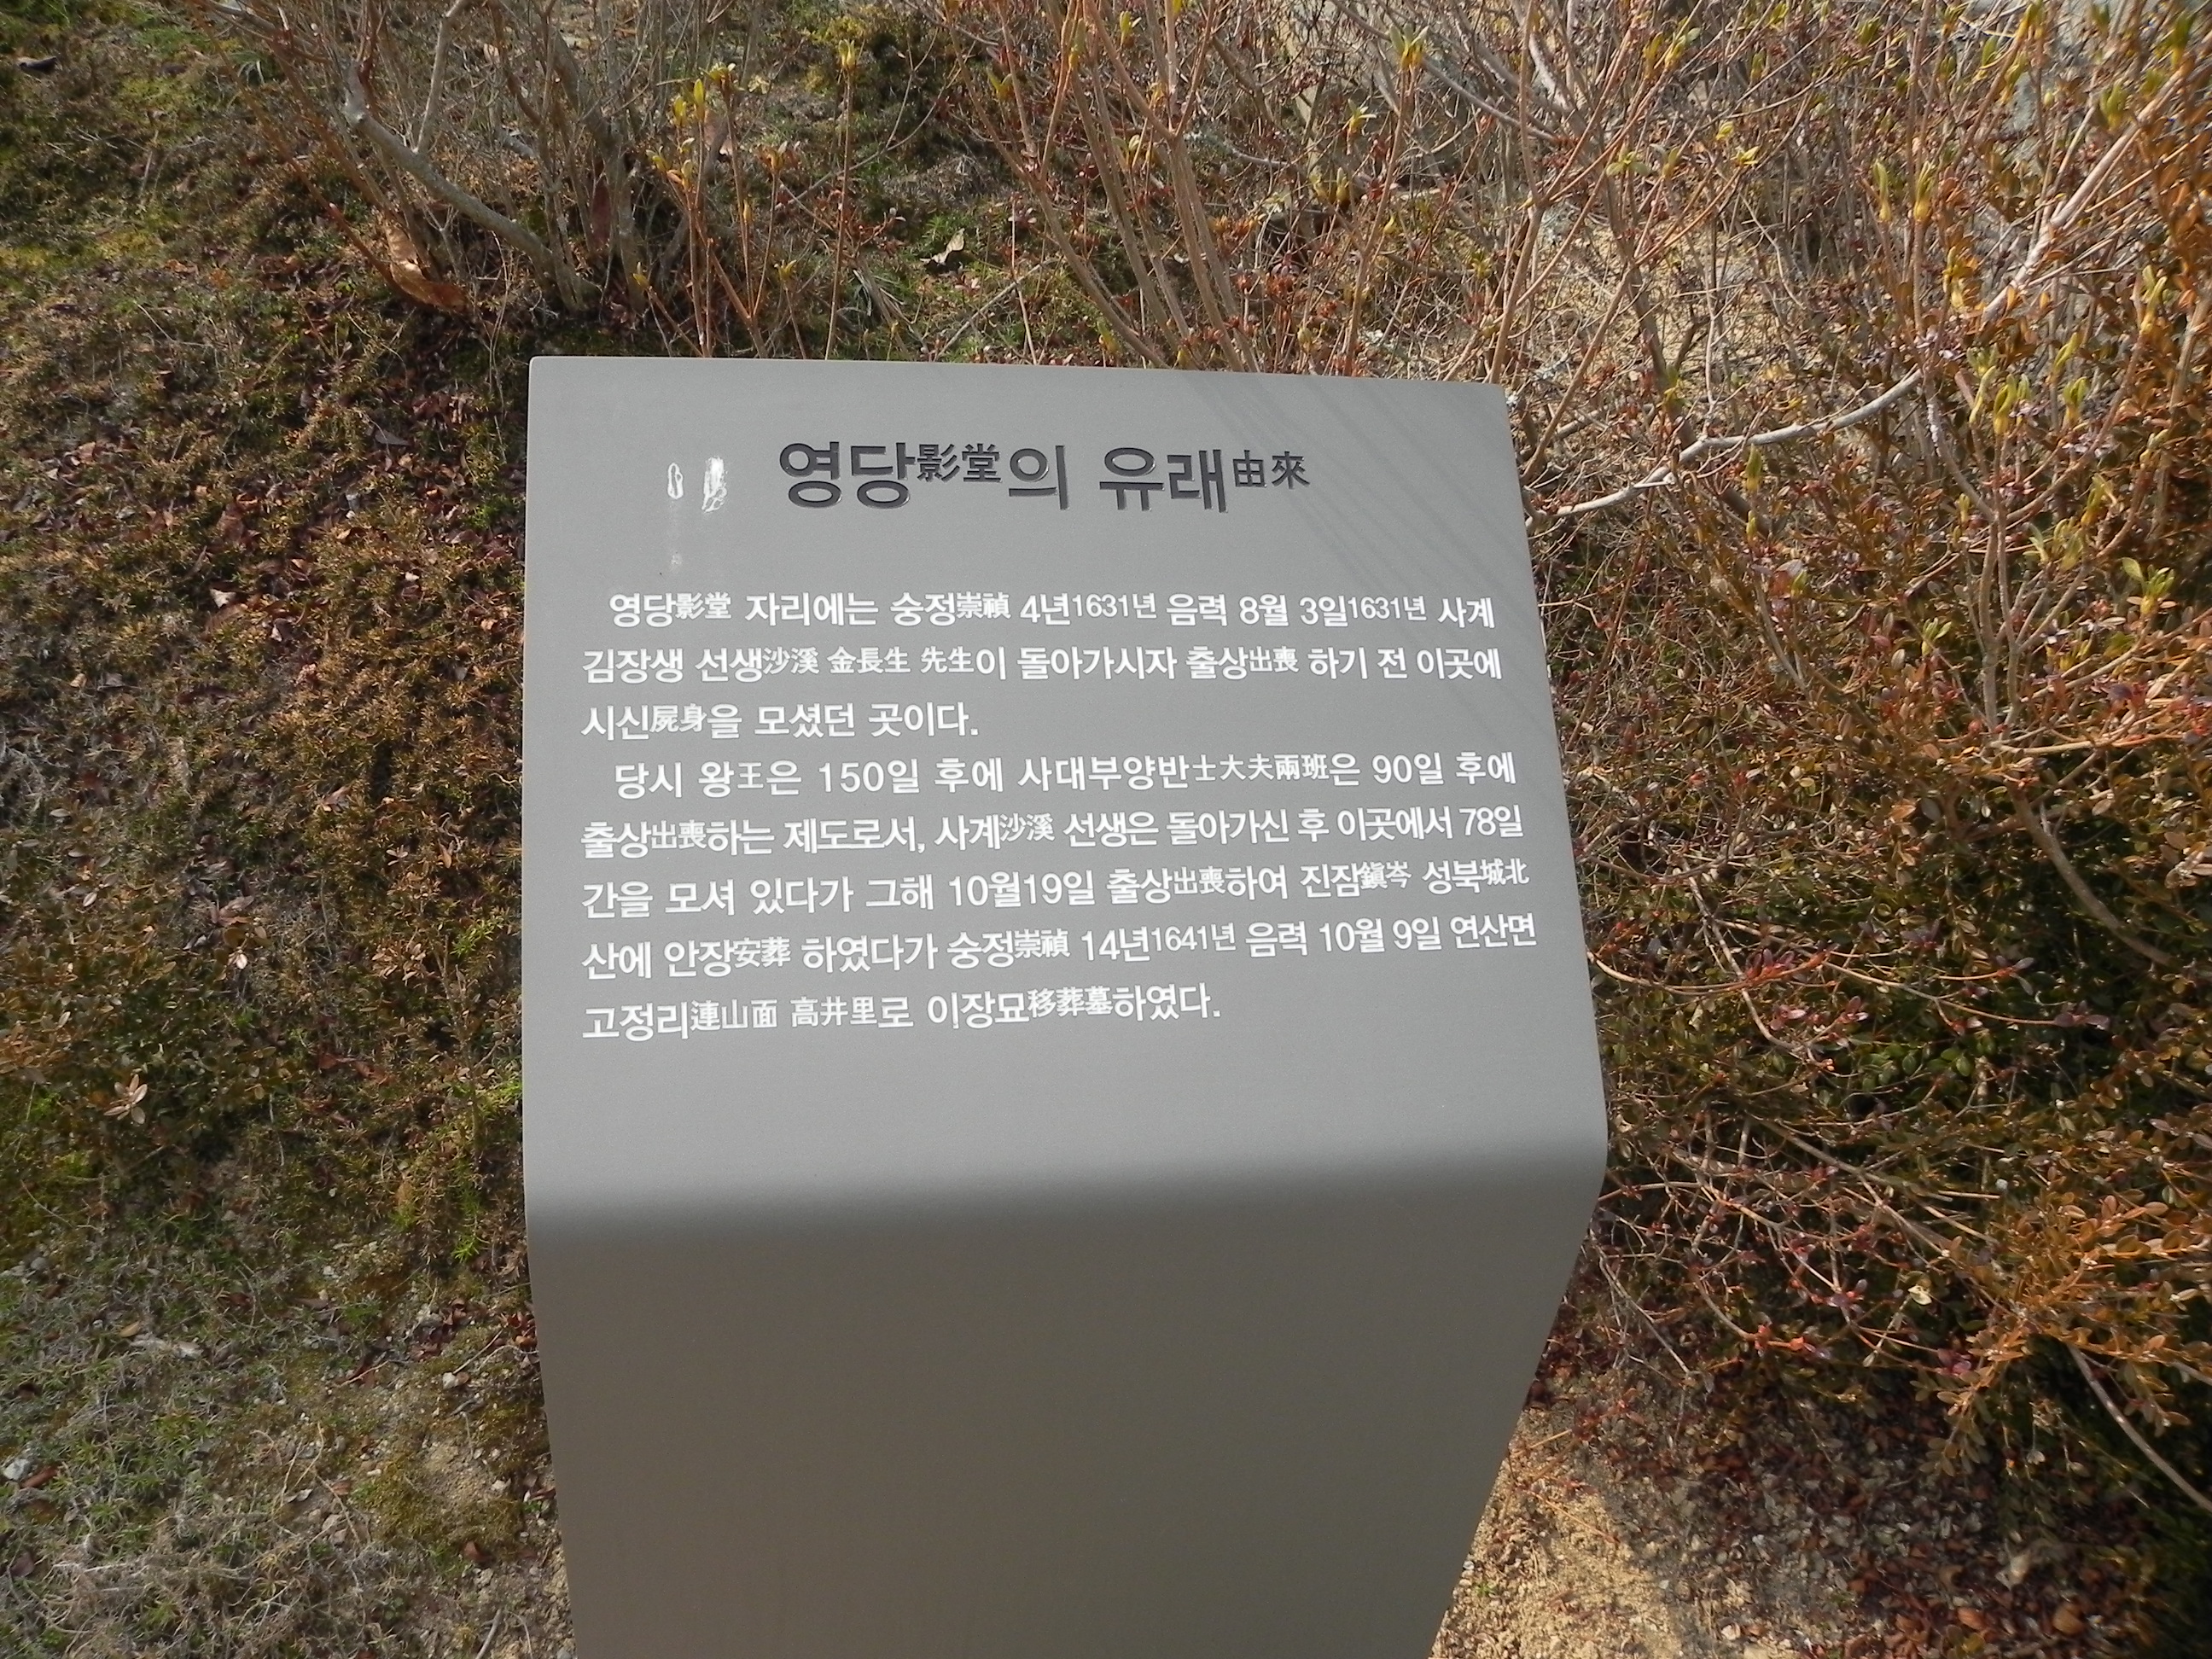 영당影堂의 유래由來
영당影堂 자리에는 숭정崇禎 4년1631년 음력 8월 3일1631년 사계
김장생 선생沙溪 金長生 先生이 돌아가시자 출상出喪 하기 전 이곳에
시신屍身을 모셨던 곳이다.
당시 왕王은 150일 후에 사대부양반士大夫兩班은 90일 후에
출상出喪하는 제도로서, 사계沙溪 선생은 돌아가신 후 이곳에서 78일
간을 모셔 있다가 그해 10월19일 출상出喪하여 진잠鎭岑 성북城北
산에 안장安葬 하였다가 숭정崇禎 14년1641년 음력 10월 9일 연산면
고정리連山面 高井里로 이장묘移葬墓하였다.